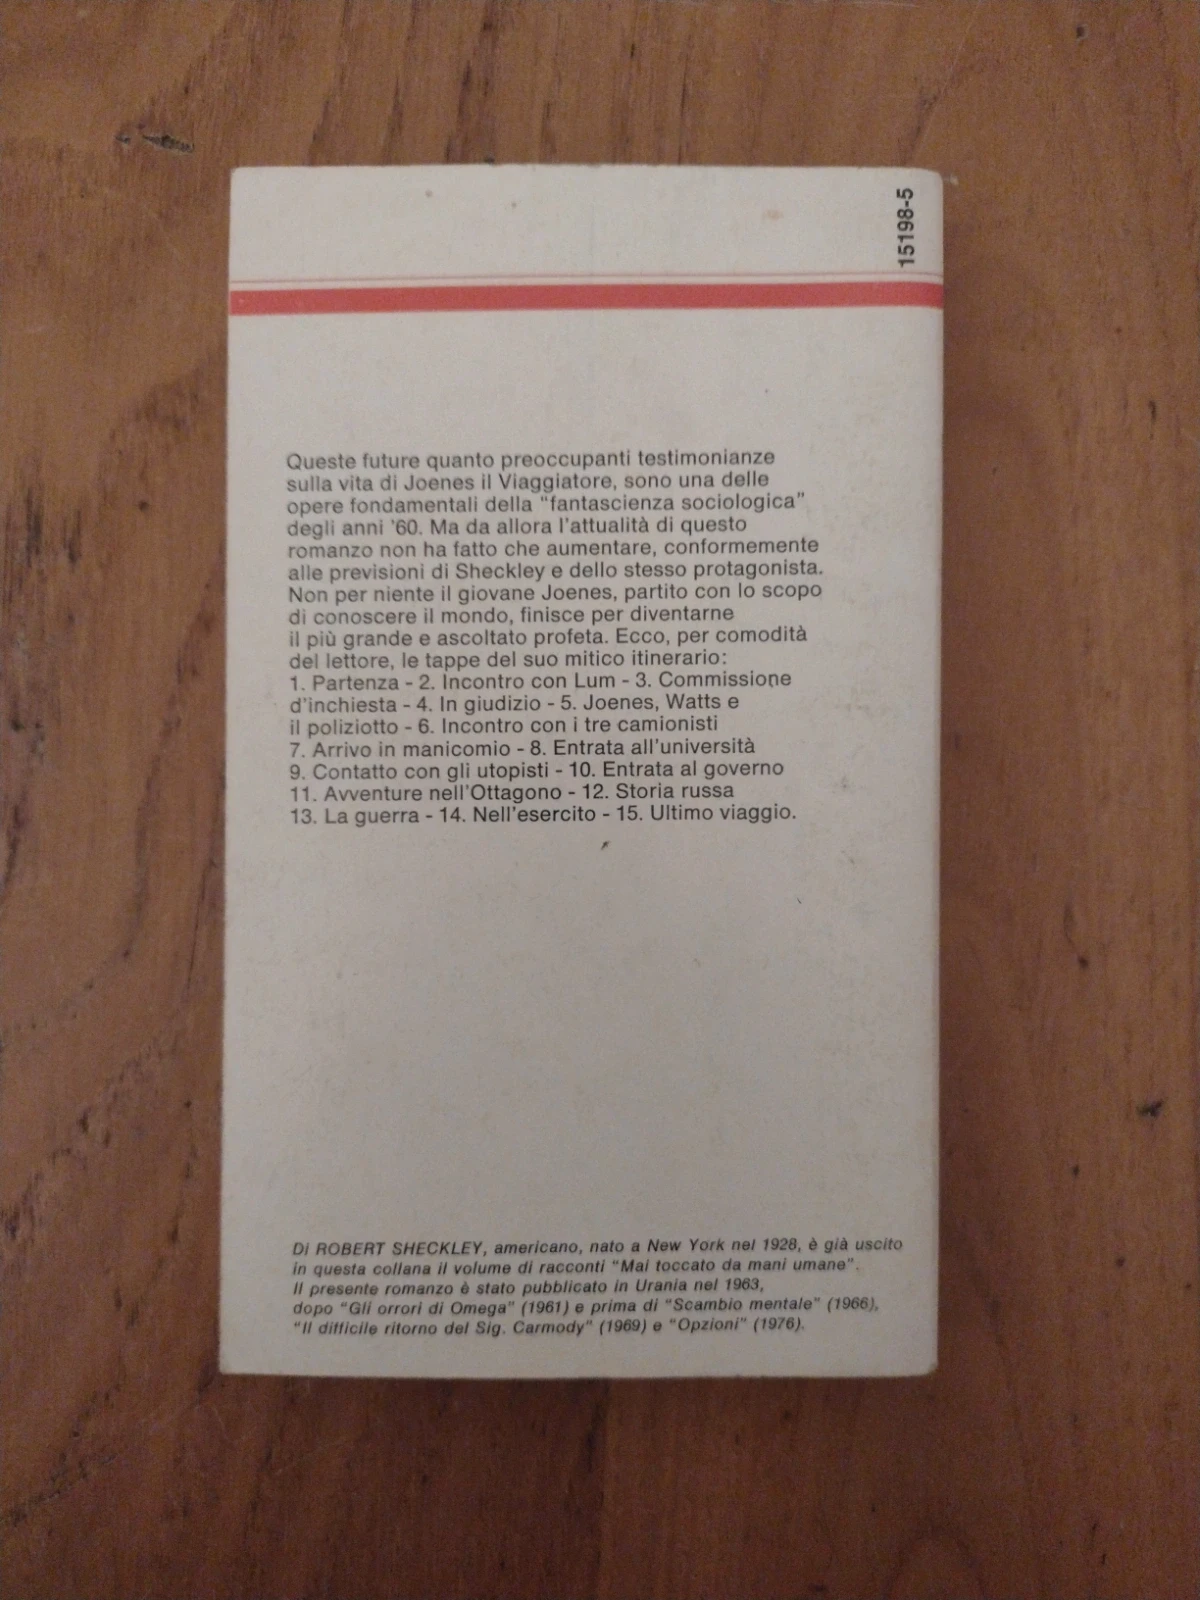 15198-5
Queste future quanto preoccupanti testimonianze
sulla vita di Joenes il Viaggiatore, sono una delle
opere fondamentali della "fantascienza sociologica"
degli anni '60. Ma da allora l'attualità di questo
romanzo non ha fatto che aumentare, conformemente
alle previsioni di Sheckley e dello stesso protagonista.
Non per niente il giovane Joenes, partito con lo scopo
di conoscere il mondo, finisce per diventarne
il più grande e ascoltato profeta. Ecco, per comodità
del lettore, le tappe del suo mitico itinerario:
1. Partenza - 2. Incontro con Lum - 3. Commissione
d'inchiesta - 4. In giudizio - 5. Joenes, Watts e
il poliziotto - 6. Incontro con i tre camionisti
7. Arrivo in manicomio - 8. Entrata all'università
9. Contatto con gli utopisti - 10. Entrata al governo
11. Avventure nell'Ottagono - 12. Storia russa
13. La guerra - 14. Nell'esercito - 15. Ultimo viaggio.
Di ROBERT SHECKLEY, americano, nato a New York nel 1928, è già uscito
in questa collana il volume di racconti "Mai toccato da mani umane".
Il presente romanzo è stato pubblicato in Urania nel 1963,
dopo "Gli orrori di Omega" (1961) e prima di "Scambio mentale" (1966),
"Il difficile ritorno del Sig. Carmody" (1969) e "Opzioni" (1976).